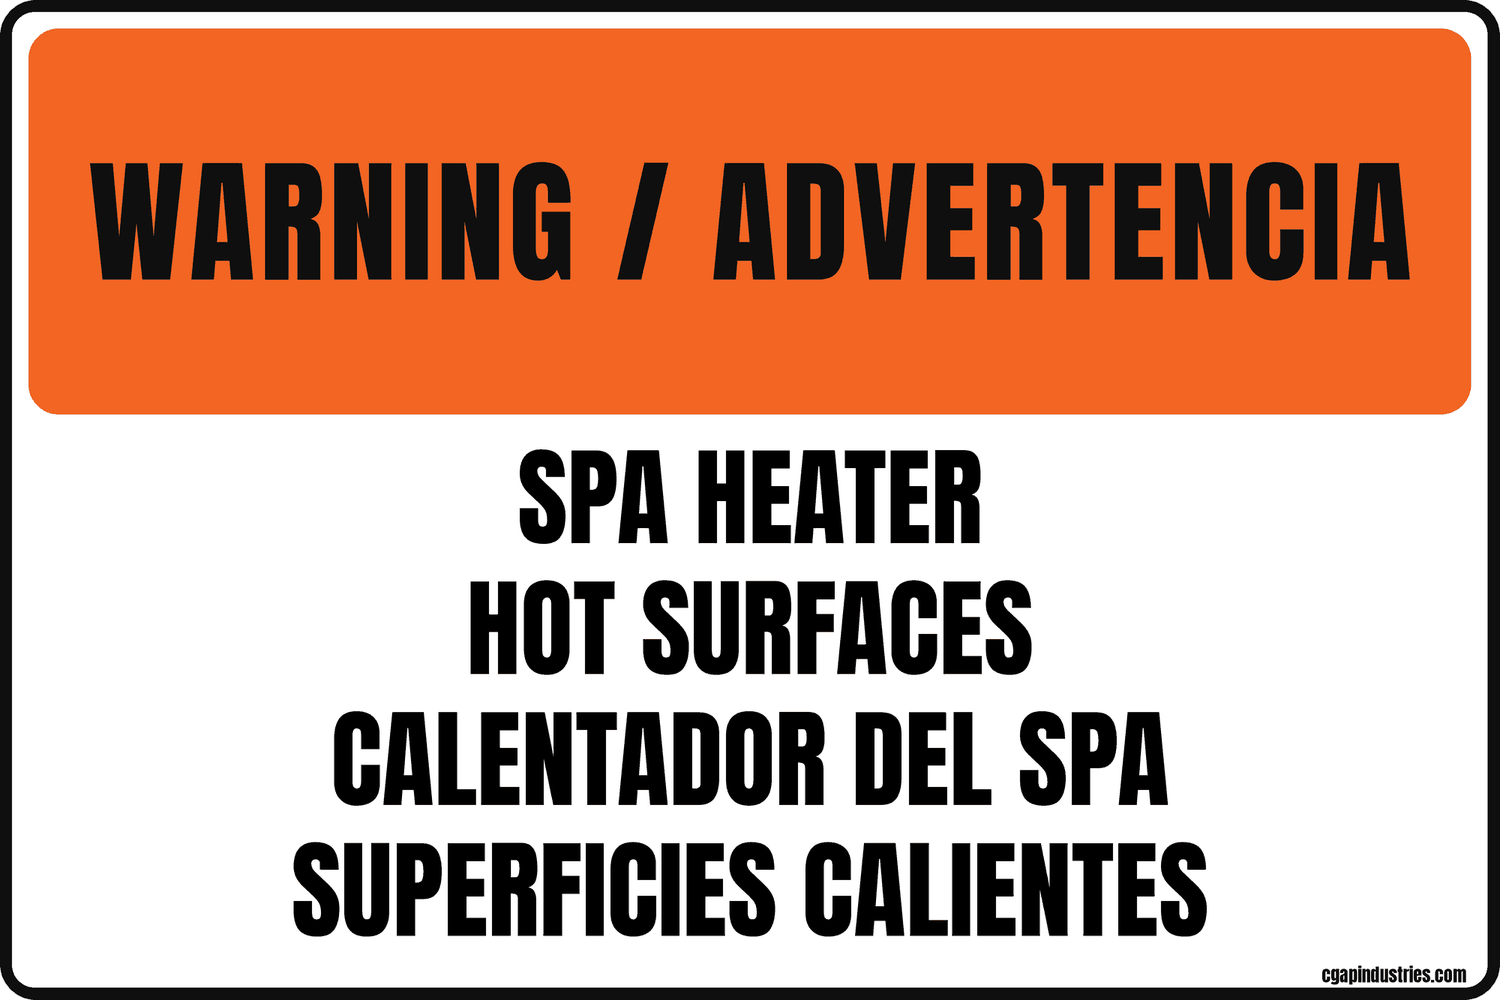 WARNING / ADVERTENCIA
SPA HEATER
HOT SURFACES
CALENTADOR DEL SPA
SUPERFICIES CALIENTES
cgapindustries.com